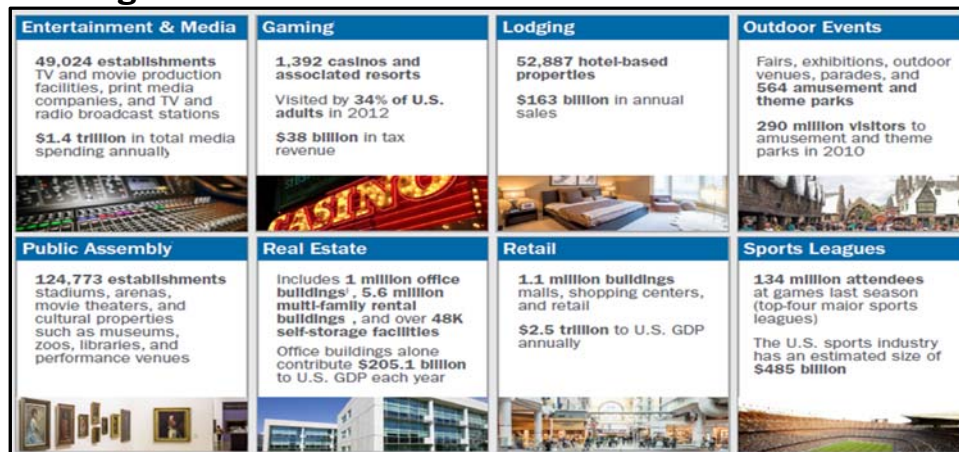 Entertainment & Media
49,024 establishments
TV and movie production
facilities, print media
companies, and TV and
radio broadcast stations
$1.4 trillion in total media
spending annually
Gaming
1,392 casinos and
associated resorts
Visited by 34% of U.S.
adults in 2012
$38 billion in tax
revenue
CASINO
Lodging
52,887 hotel-based
properties
$163 billion in annual
sales
Outdoor Events
Fairs, exhibitions, outdoor
venues, parades, and
564 amusement and
theme parks
290 million visitors to
amusement and theme
parks in 2010
Public Assembly
124,773 establishments
stadiums, arenas,
movie theaters, and
cultural properties
such as museums,
zoos, libraries, and
performance venues
Real Estate
Includes 1 million office
buildings, 5.6 million
multi-family rental
buildings , and over 48K
self-storage facilities
Office buildings alone
contribute $205.1 billion
to U.S. GDP each year
Retail
1.1 million buildings
malls, shopping centers,
and retail
$2.5 trillion to U.S. GDP
annually
Sports Leagues
134 million attendees
at games last season
(top-four major sports
leagues)
The U.S. sports industry
has an estimated size of
$485 billion